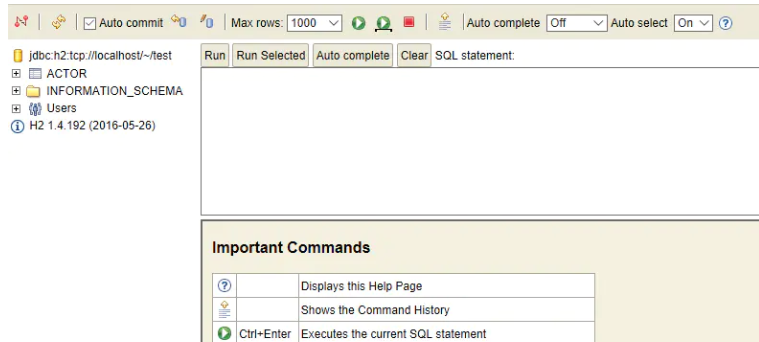 Auto commit Max rows: 1000 Auto complete Off Auto select On
jdbc:h2:tcp://localhost/~/test
ACTOR
INFORMATION_SCHEMA
Users
H2 1.4.192 (2016-05-26)
Run Run Selected Auto complete Clear SQL statement:
Important Commands
Displays this Help Page
Shows the Command History
Ctrl+Enter Executes the current SQL statement